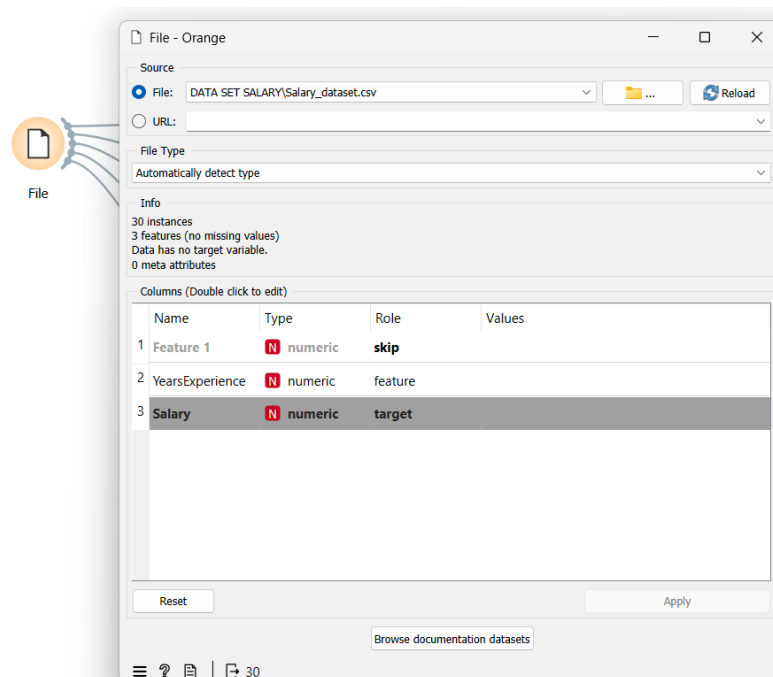 File - Orange
Source
File: DATA SET SALARY\Salary_dataset.csv ... Reload
URL:
File Type
Automatically detect type
File
Info
30 instances
3 features (no missing values)
Data has no target variable.
0 meta attributes
Columns (Double click to edit)
Name Type Role Values
1 Feature 1 N numeric skip
2 YearsExperience N numeric feature
3 Salary N numeric target
Reset Apply
Browse documentation datasets
? 30